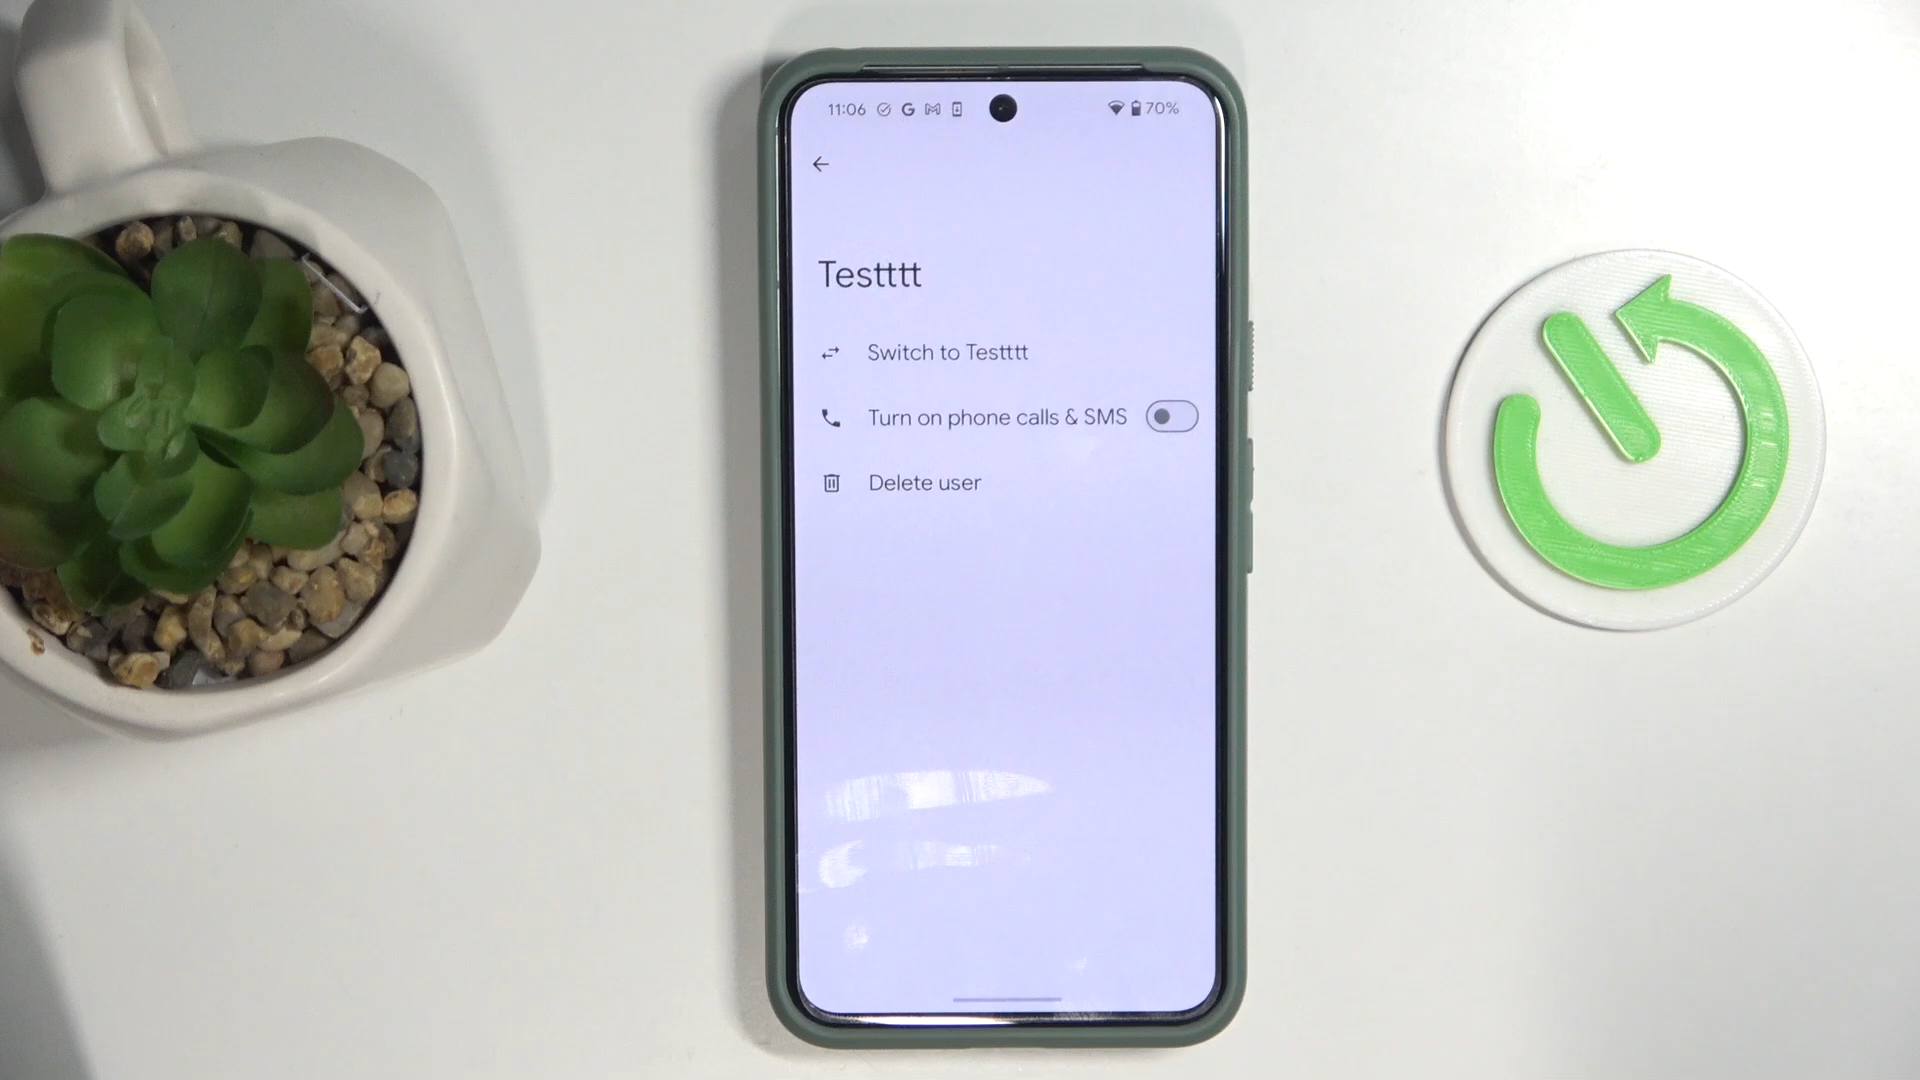 11:06 G 70%
Testttt
Switch to Testttt
Turn on phone calls & SMS
Delete user